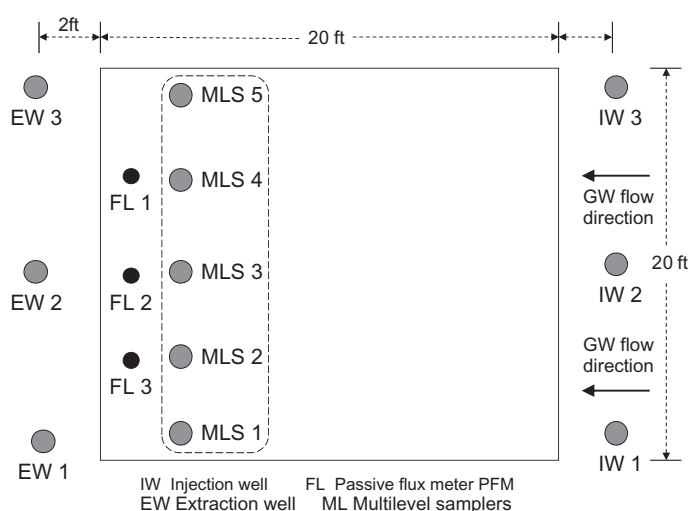 2ft
20 ft
EW 3
MLS 5
IW 3
FL 1
MLS 4
GW flow
direction
EW 2
FL 2
MLS 3
IW 2
20 ft
FL 3
MLS 2
GW flow
direction
EW 1
MLS 1
IW 1
IW Injection well FL Passive flux meter PFM
EW Extraction well ML Multilevel samplers